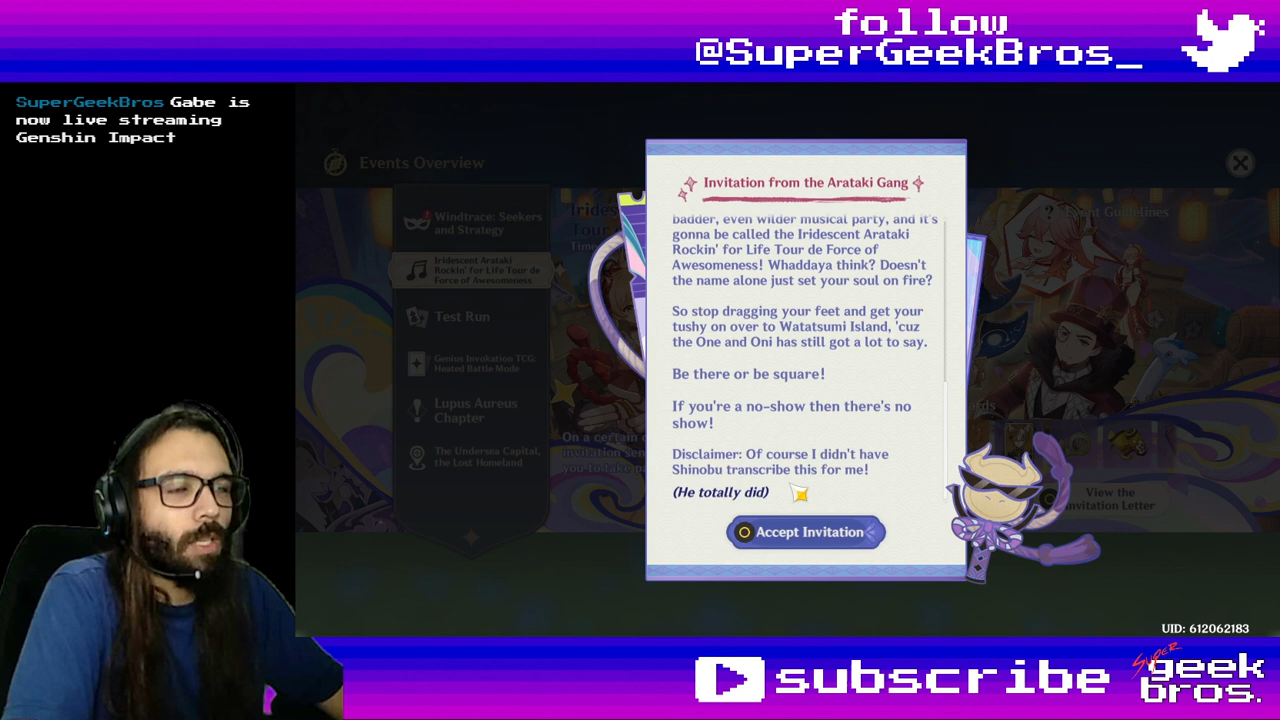 follow
@SuperGeekBros_
SuperGeekBros Gabe is
now live streaming
Genshin Impact
Events Overview
Windtrace: Seekers
and Strategy
Iridescent Arataki
Rockin' for Life Tour de
Force of Awesomeness
Test Run
Genius Invokation TCG:
Heated Battle Mode
Lupus Aureus
Chapter
The Undersea Capital,
the Lost Homeland
Invitation from the Arataki Gang
badder, even wilder musical party, and it's
gonna be called the Iridescent Arataki
Rockin' for Life Tour de Force of
Awesomeness! Whaddaya think? Doesn't
the name alone just set your soul on fire?
So stop dragging your feet and get your
tushy on over to Watatsumi Island, 'cuz
the One and Oni has still got a lot to say.
Be there or be square!
If you're a no-show then there's no
show!
Disclaimer: Of course I didn't have
Shinobu transcribe this for me!
(He totally did)
Accept Invitation
Event Guidelines
View the
Invitation Letter
UID: 612062183
subscribe
SUPER
geek
bros.